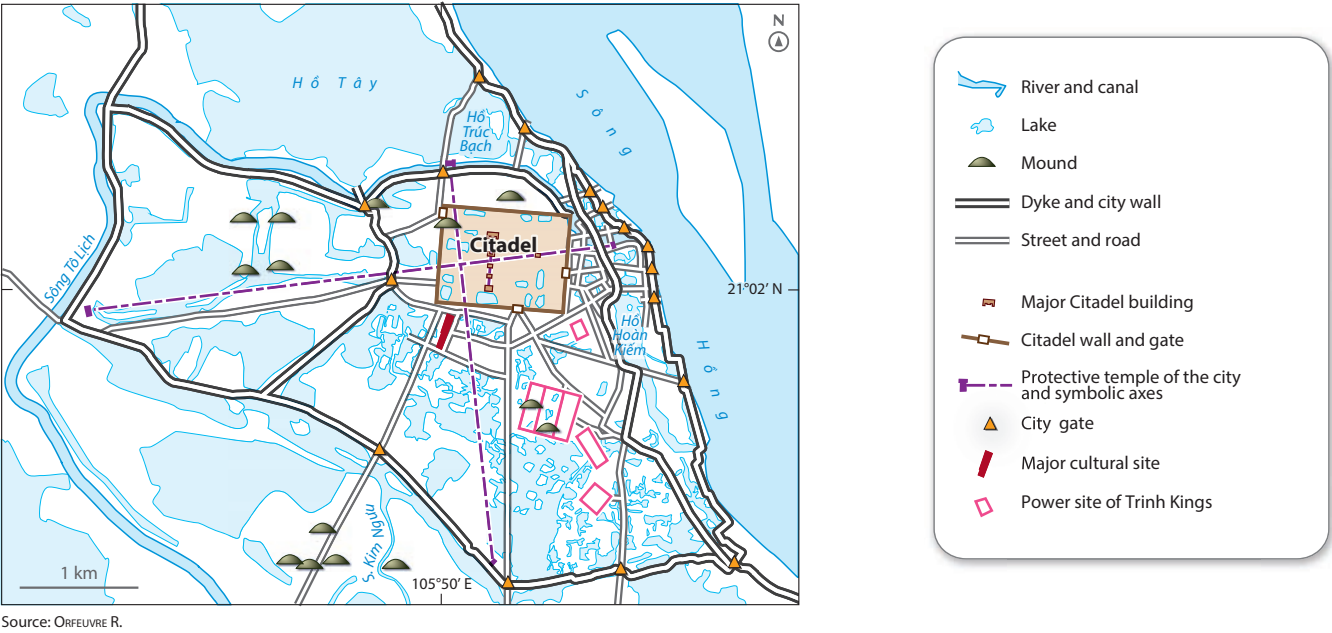 N
Hồ Tây
Hồ
Trúc
Bạch
Sông
Citadel
Sông Tô Lịch
21°02’ N
Hồ
Hoàn
Kiếm
Hồng
S. Kim Ngưu
1 km
105°50’ E
Source: Orfeuvre R.
River and canal
Lake
Mound
Dyke and city wall
Street and road
Major Citadel building
Citadel wall and gate
Protective temple of the city
and symbolic axes
City gate
Major cultural site
Power site of Trinh Kings